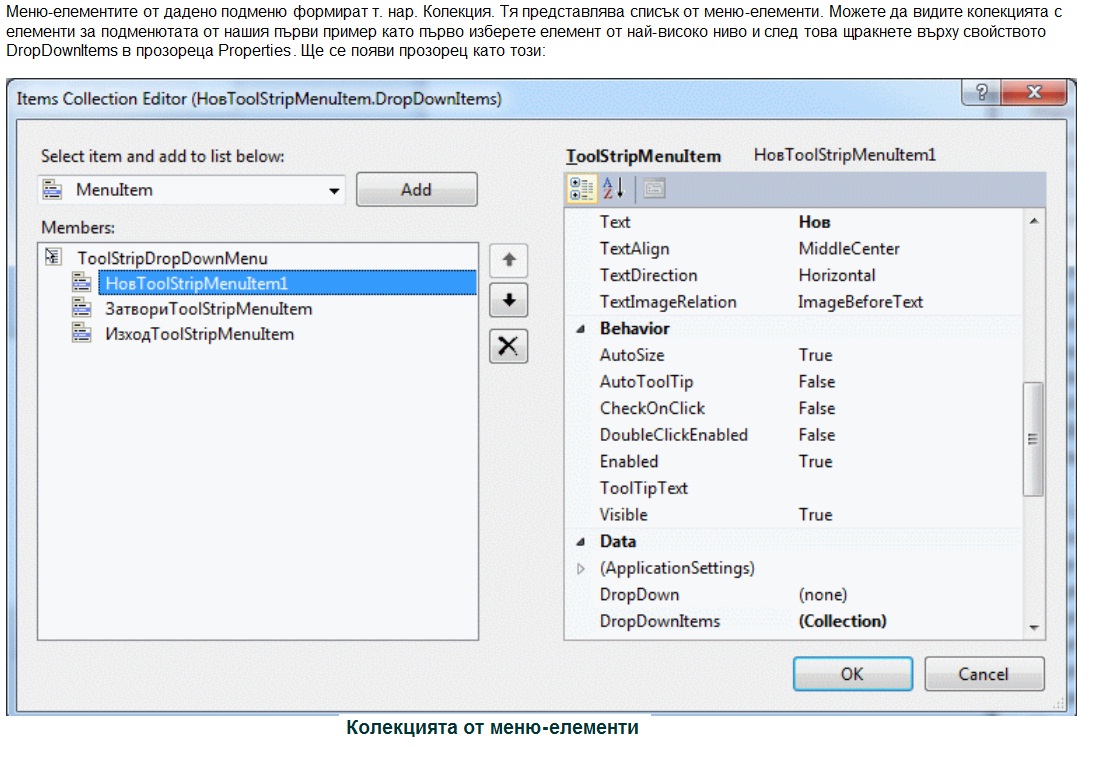 Меню-елементите от дадено подменю формират т. нар. Колекция. Тя представлява списък от меню-елементи. Можете да видите колекцията с
елементи за подменютата от нашия първи пример като първо изберете елемент от най-високо ниво и след това щракнете върху свойството
DropDownItems в прозореца Properties. Ще се появи прозорец като този:
Items Collection Editor (НовToolStripMenuItem.DropDownItems)
Select item and add to list below:
MenuItem
Add
Members:
ToolStripDropDownMenu
НовToolStripMenuItem1
ЗатвориToolStripMenuItem
ИзходToolStripMenuItem
ToolStripMenuItem НовToolStripMenuItem1
Text Нов
TextAlign MiddleCenter
TextDirection Horizontal
TextImageRelation ImageBeforeText
Behavior
AutoSize True
AutoToolTip False
CheckOnClick False
DoubleClickEnabled False
Enabled True
ToolTipText
Visible True
Data
(ApplicationSettings)
DropDown (none)
DropDownItems (Collection)
OK Cancel
Колекцията от меню-елементи